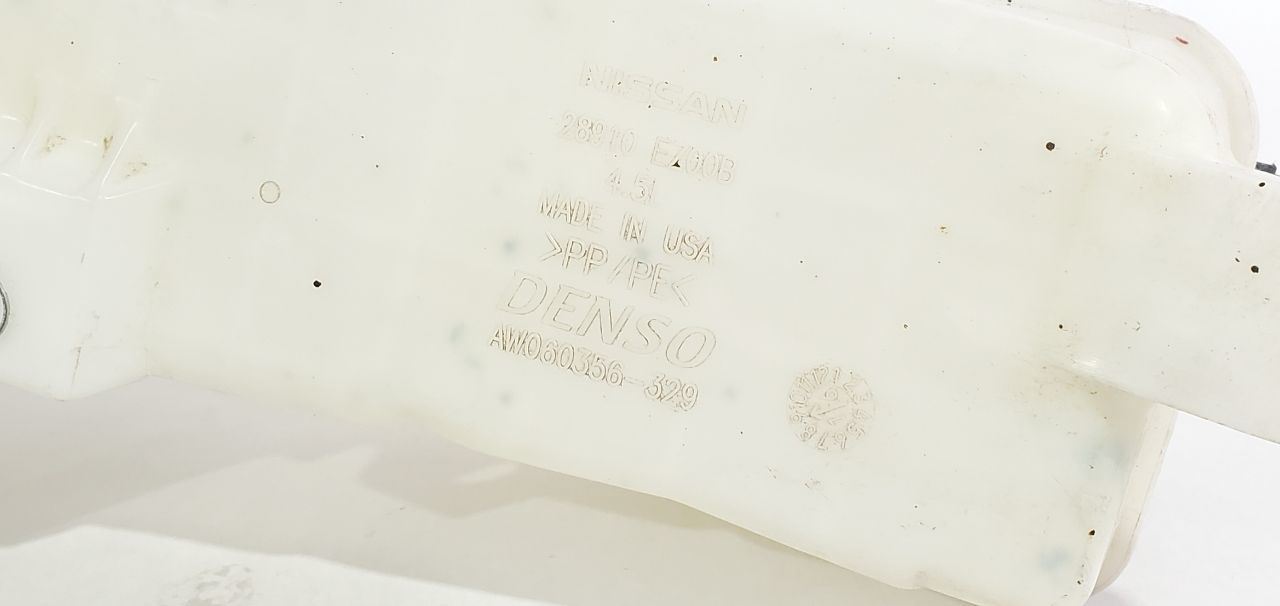 NISSAN
28910 EZ00B
4.5L
MADE IN USA
>PP/PE<
DENSO
AW060356-329